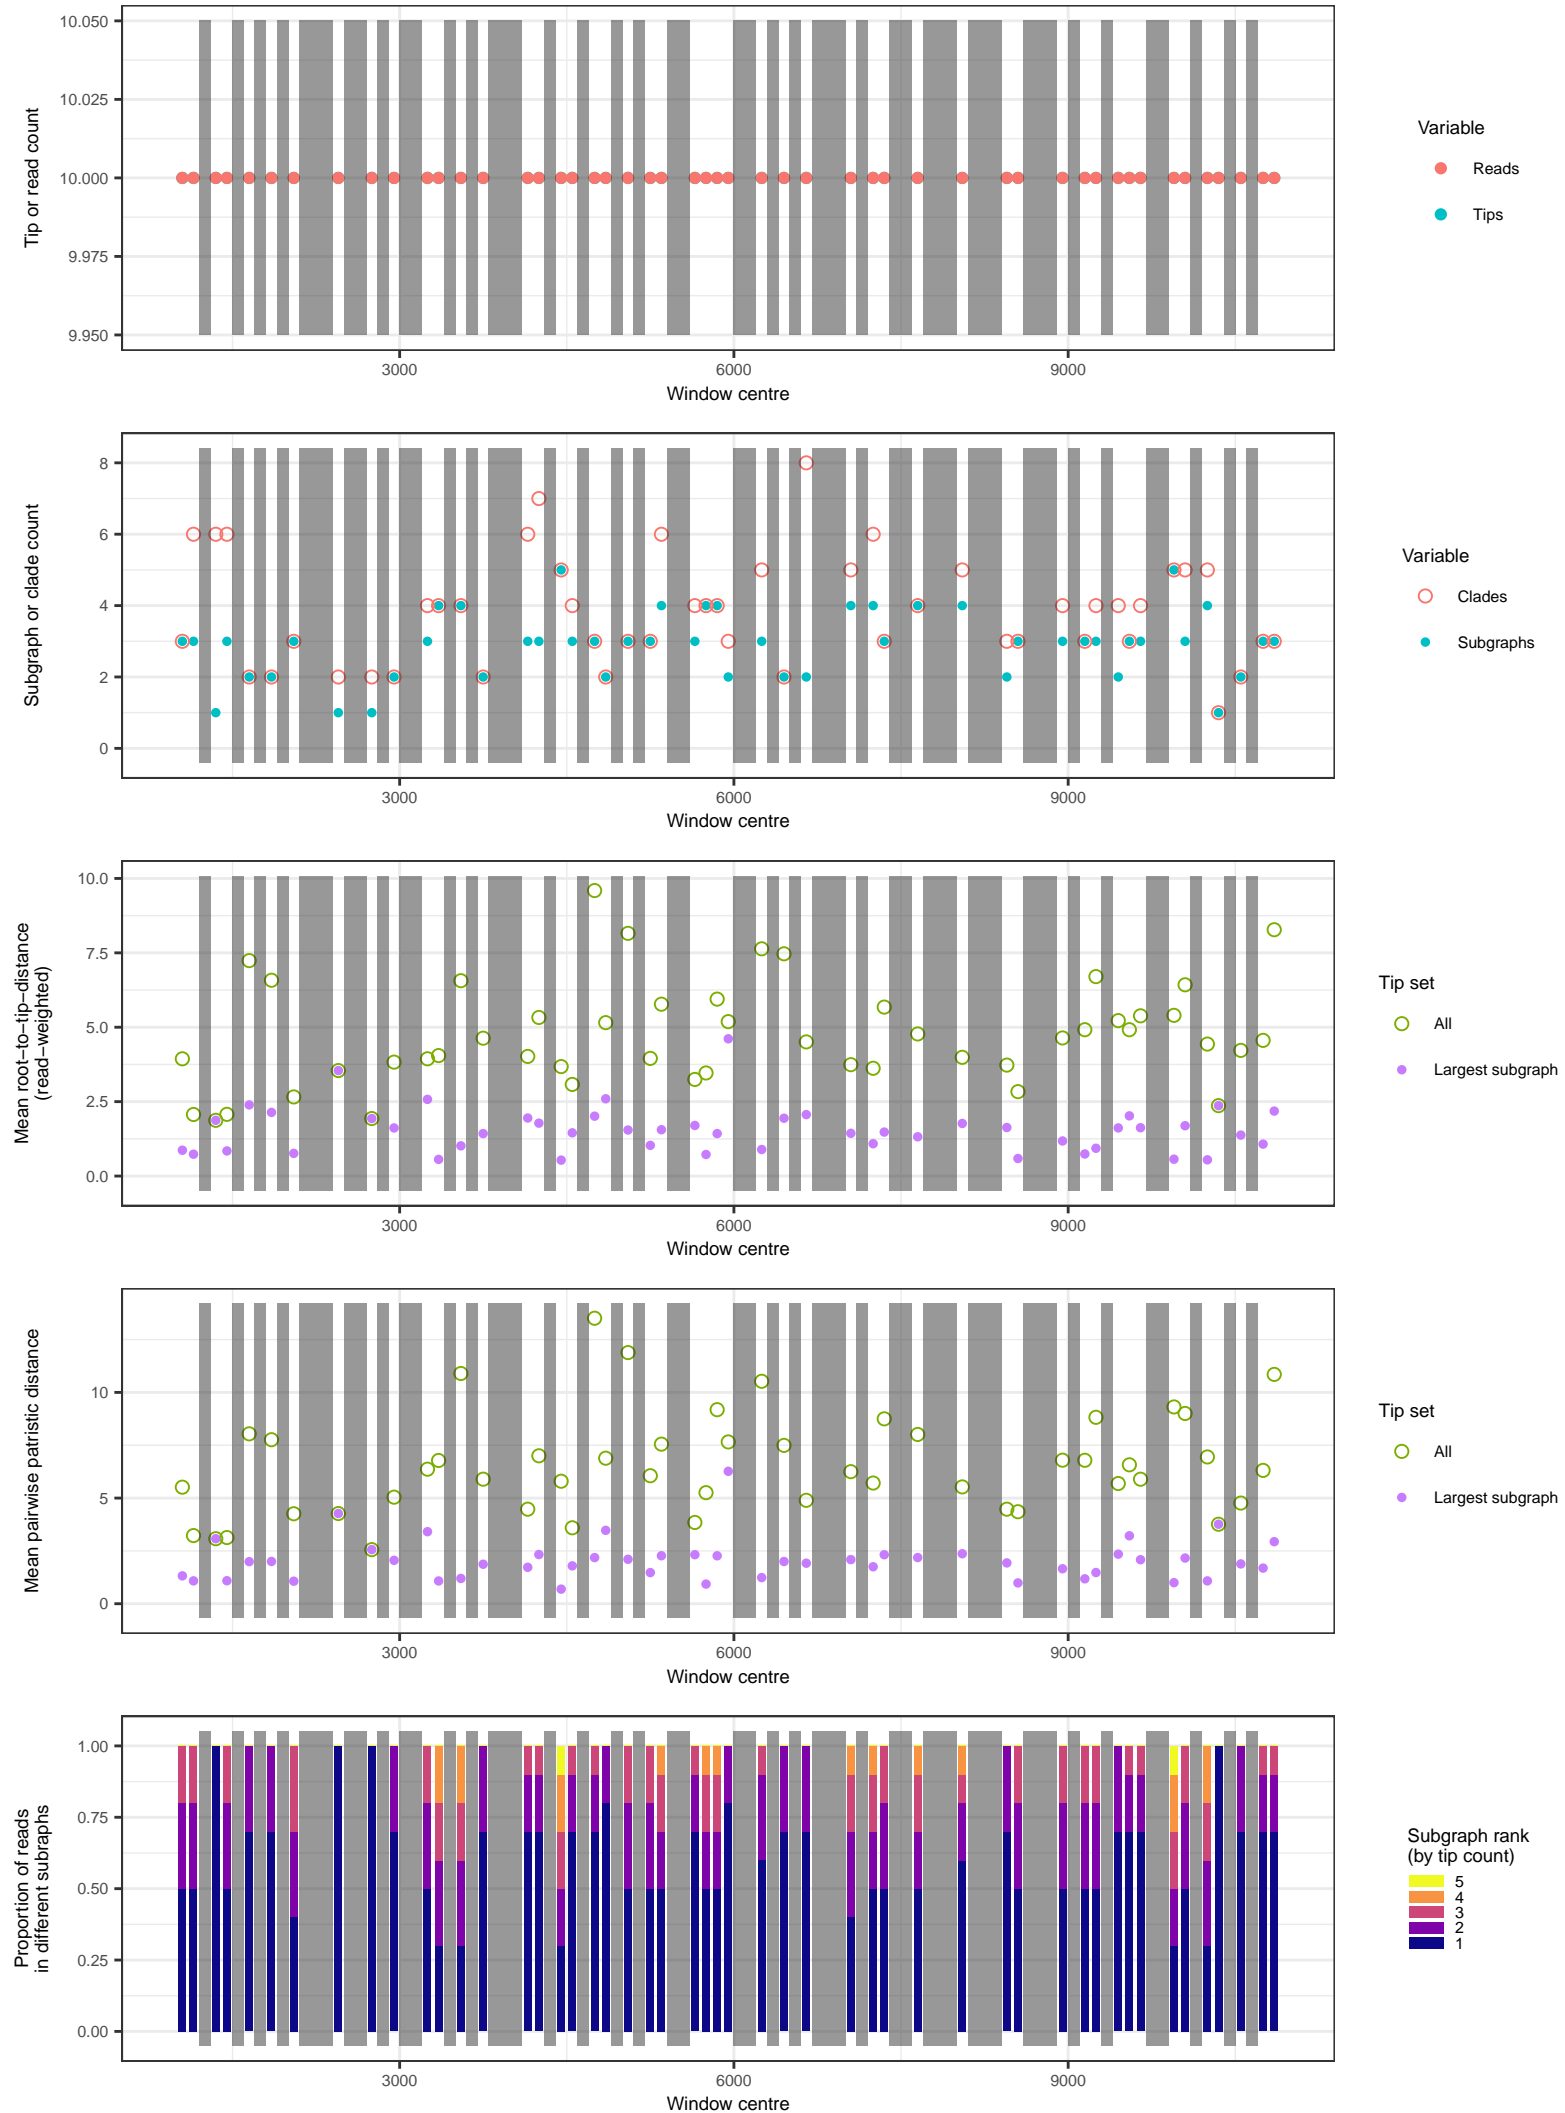 10.050
10.025
10.000
9.975
9.950
Tip or read count
3000 6000 9000
Window centre
Variable
Reads
Tips
8
6
4
2
0
Subgraph or clade count
3000 6000 9000
Window centre
Variable
Clades
Subgraphs
10.0
7.5
5.0
2.5
0.0
Mean root−to−tip−distance
(read−weighted)
3000 6000 9000
Window centre
Tip set
All
Largest subgraph
10
5
0
Mean pairwise patristic distance
3000 6000 9000
Window centre
Tip set
All
Largest subgraph
1.00
0.75
0.50
0.25
0.00
Proportion of reads
in different subraphs
3000 6000 9000
Window centre
Subgraph rank
(by tip count)
5
4
3
2
1